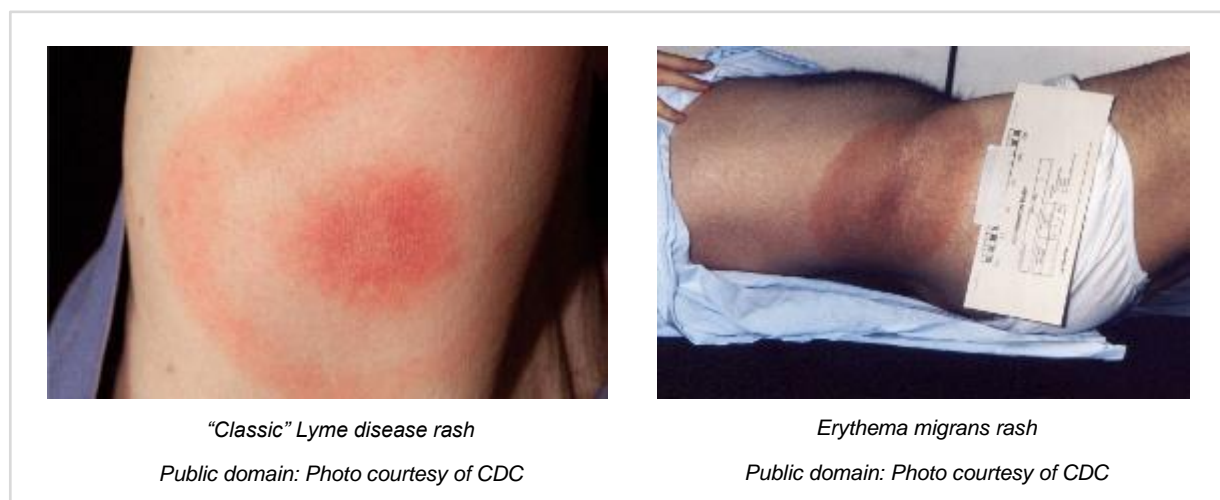 “Classic” Lyme disease rash
Public domain: Photo courtesy of CDC
Erythema migrans rash
Public domain: Photo courtesy of CDC